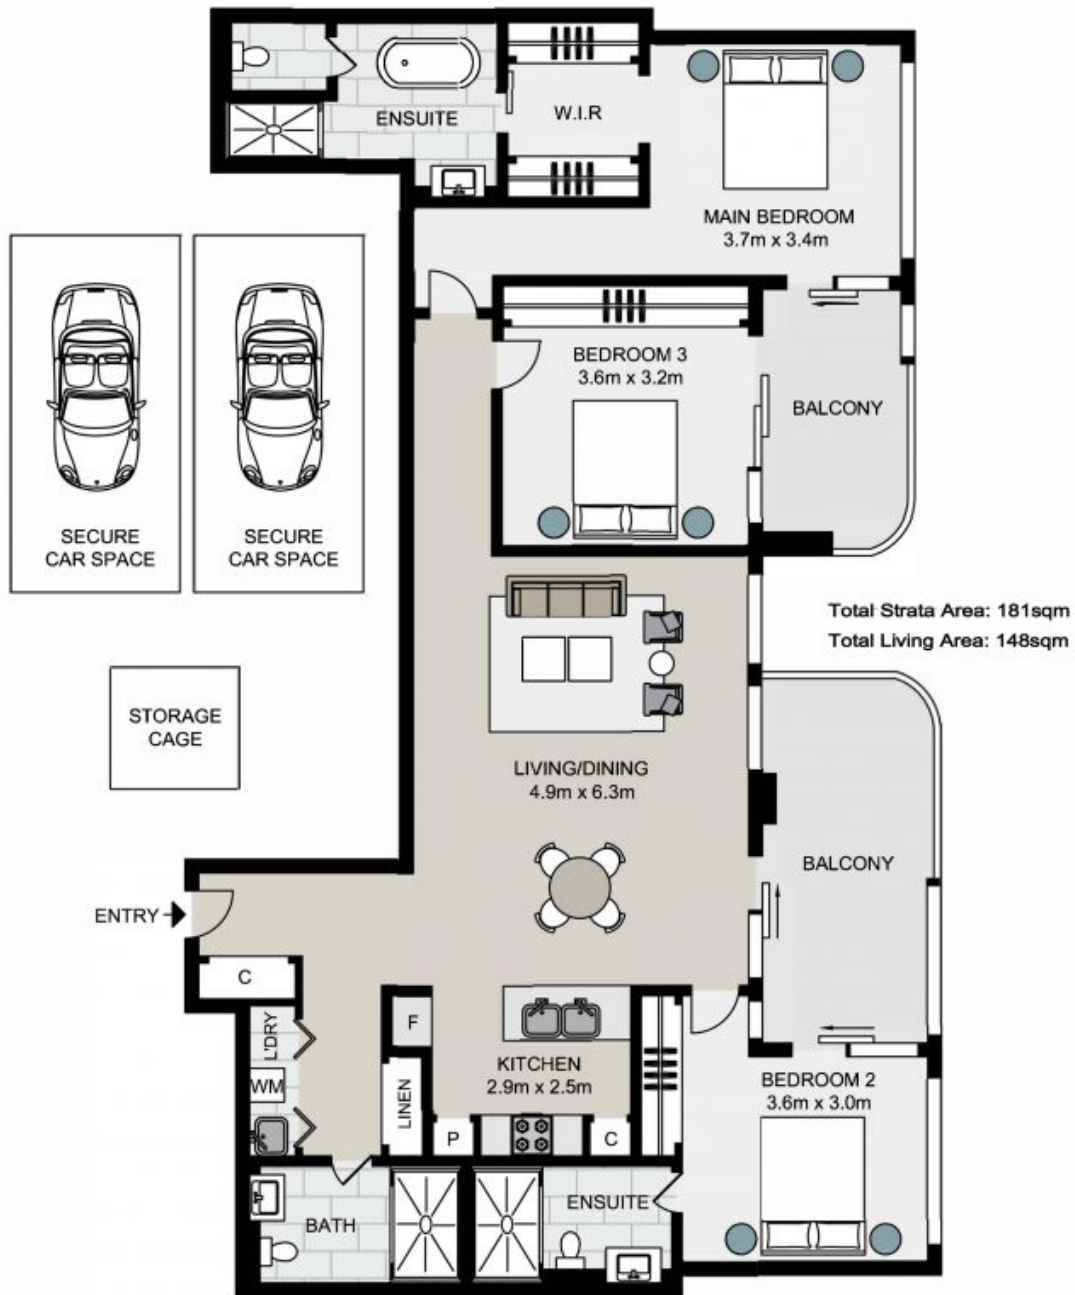 ENSUITE
W.I.R
MAIN BEDROOM
3.7m x 3.4m
BEDROOM 3
3.6m x 3.2m
BALCONY
SECURE
CAR SPACE
SECURE
CAR SPACE
Total Strata Area: 181sqm
Total Living Area: 148sqm
STORAGE
CAGE
LIVING/DINING
4.9m x 6.3m
BALCONY
ENTRY
C
L'DRY
F
WM
KITCHEN
2.9m x 2.5m
LINEN
BEDROOM 2
3.6m x 3.0m
P
C
ENSUITE
BATH